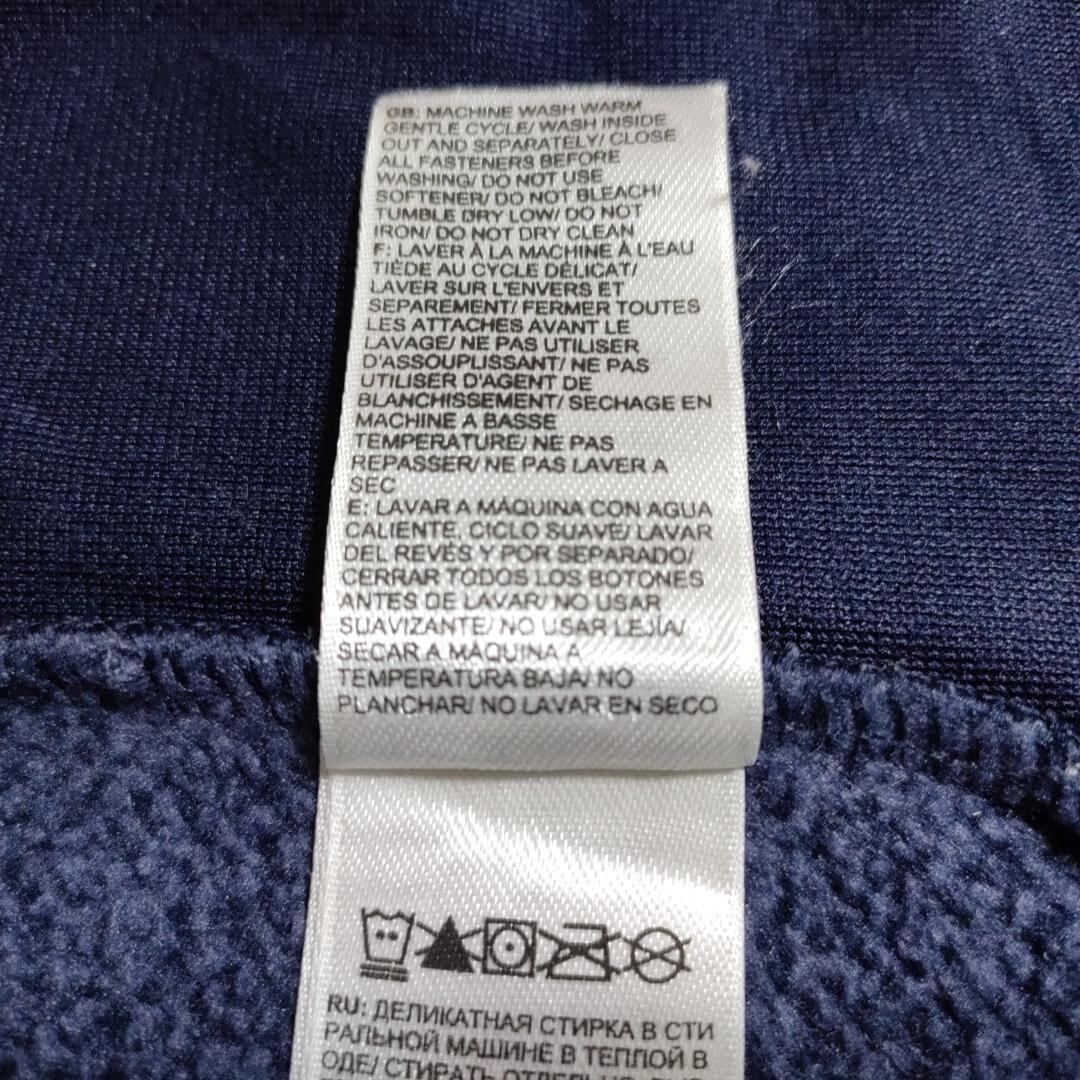 GB: MACHINE WASH WARM
GENTLE CYCLE/ WASH INSIDE
OUT AND SEPARATELY/ CLOSE
ALL FASTENERS BEFORE
WASHING/ DO NOT USE
SOFTENER/ DO NOT BLEACH/
TUMBLE DRY LOW/ DO NOT
IRON/ DO NOT DRY CLEAN
F: LAVER À LA MACHINE À L'EAU
TIÈDE AU CYCLE DÉLICAT/
LAVER SUR L'ENVERS ET
SEPAREMENT/ FERMER TOUTES
LES ATTACHES AVANT LE
LAVAGE/ NE PAS UTILISER
D'ASSOUPLISSANT/ NE PAS
UTILISER D'AGENT DE
BLANCHISSEMENT/ SECHAGE EN
MACHINE A BASSE
TEMPERATURE/ NE PAS
REPASSER/ NE PAS LAVER A
SEC
E: LAVAR A MÁQUINA CON AGUA
CALIENTE, CICLO SUAVE/ LAVAR
DEL REVÉS Y POR SEPARADO/
CERRAR TODOS LOS BOTONES
ANTES DE LAVAR/ NO USAR
SUAVIZANTE/ NO USAR LEJÍA/
SECAR A MÁQUINA A
TEMPERATURA BAJA/ NO
PLANCHAR/ NO LAVAR EN SECO
RU: ДЕЛИКАТНАЯ СТИРКА В СТИ
РАЛЬНОЙ МАШИНЕ В ТЕПЛОЙ В
ОДЕ/ СТИРАТЬ ОТДЕЛЬНО,